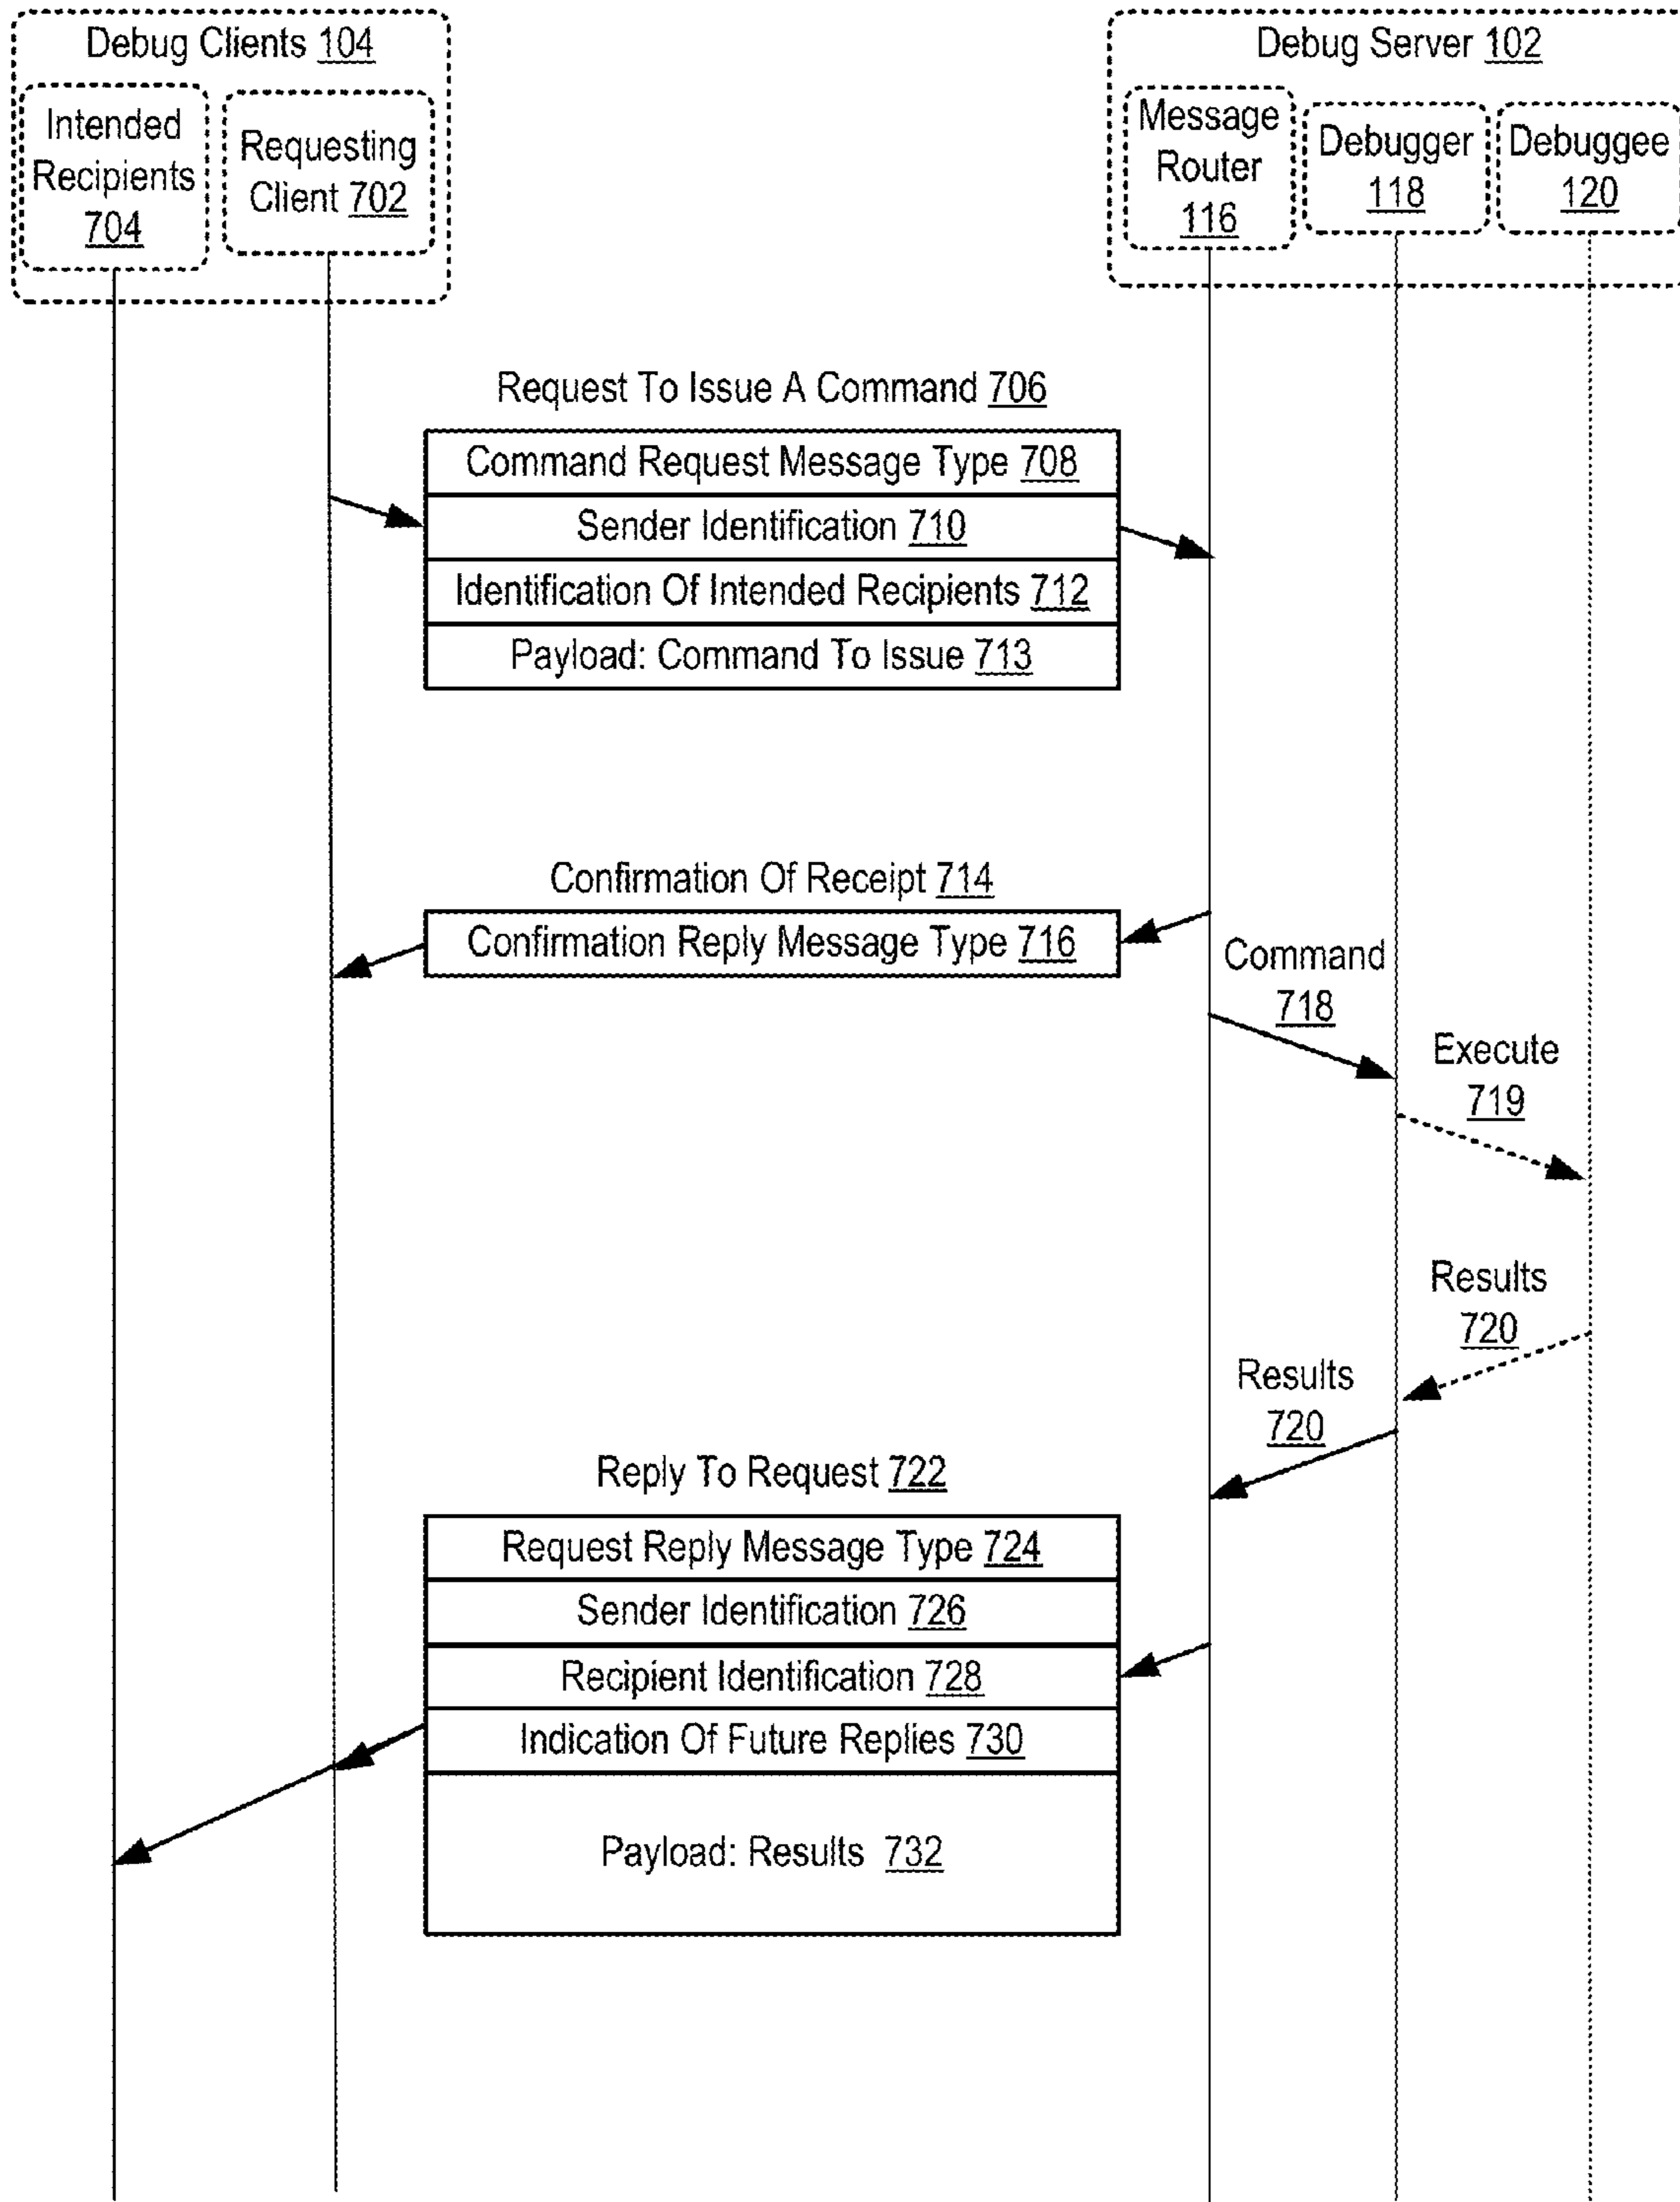 Debug Clients 104
Intended
Recipients
704
Requesting
Client 702
Debug Server 102
Message
Router
116
Debugger
118
Debuggee
120
Request To Issue A Command 706
Command Request Message Type 708
Sender Identification 710
Identification Of Intended Recipients 712
Payload: Command To Issue 713
Confirmation Of Receipt 714
Confirmation Reply Message Type 716
Command
718
Execute
719
Results
720
Results
720
Reply To Request 722
Request Reply Message Type 724
Sender Identification 726
Recipient Identification 728
Indication Of Future Replies 730
Payload: Results 732